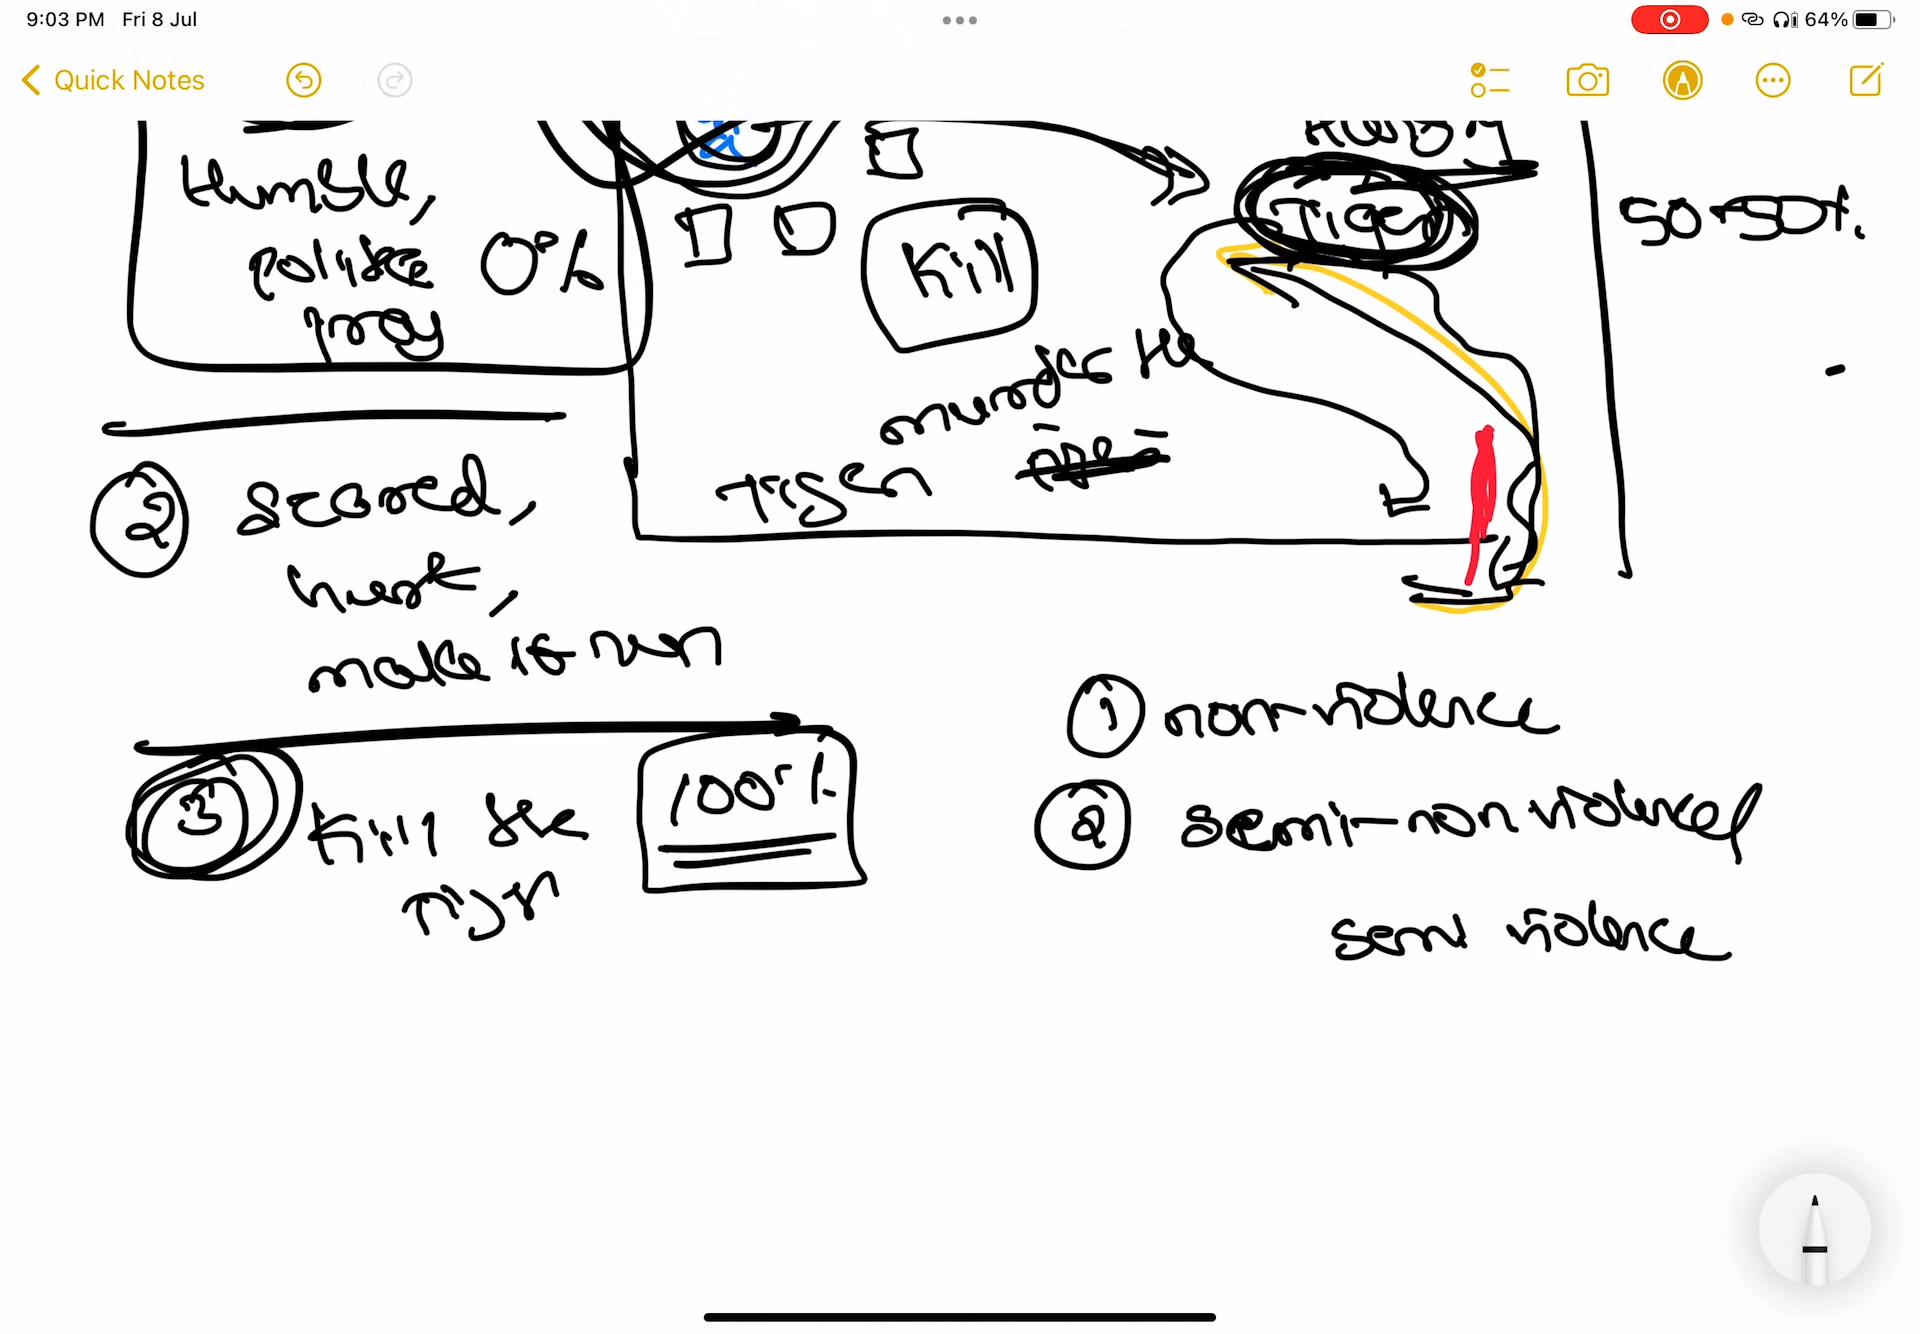 9:03 PM Fri 8 Jul
64%
Quick Notes
Humble,
polite
pray
0%
Kill
Tiger
50-50%.
murder the
Tiger
2 scared,
hurt,
make it run
3 Kill the
Tiger
100%
1 non-violence
2 semi-non violence/
semi violence